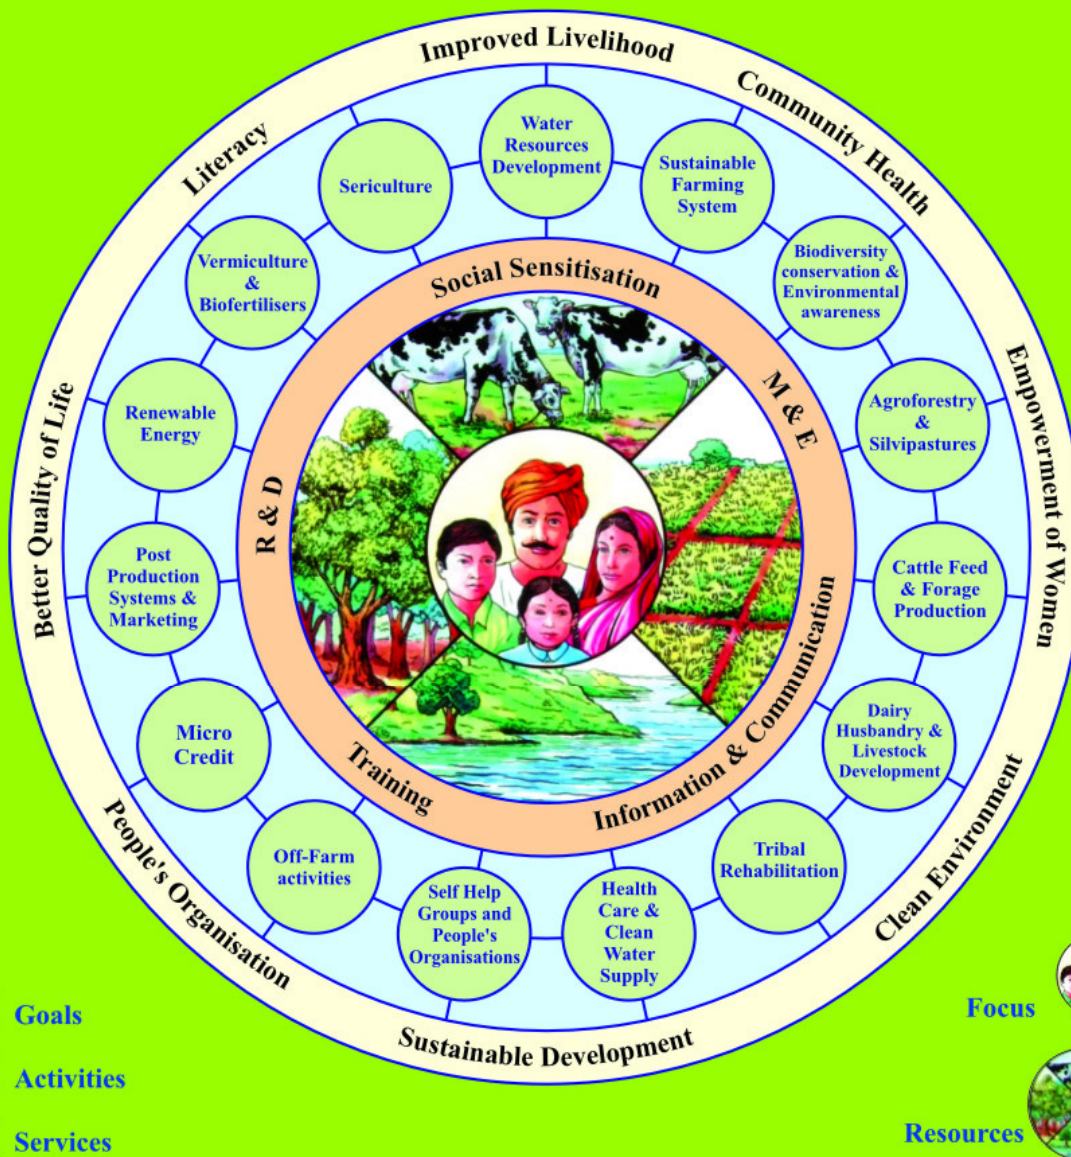 Improved Livelihood
Community Health
Empowerment of Women
Clean Environment
Sustainable Development
People's Organisation
Better Quality of Life
Literacy
Water
Resources
Development
Sustainable
Farming
System
Biodiversity
conservation &
Environmental
awareness
Agroforestry
&
Silvipastures
Cattle Feed
& Forage
Production
Dairy
Husbandry &
Livestock
Development
Tribal
Rehabilitation
Health
Care &
Clean
Water
Supply
Self Help
Groups and
People's
Organisations
Off-Farm
activities
Micro
Credit
Post
Production
Systems &
Marketing
Renewable
Energy
Vermiculture
&
Biofertilisers
Sericulture
Social Sensitisation
M & E
Information & Communication
Training
R & D
Goals
Activities
Services
Focus
Resources